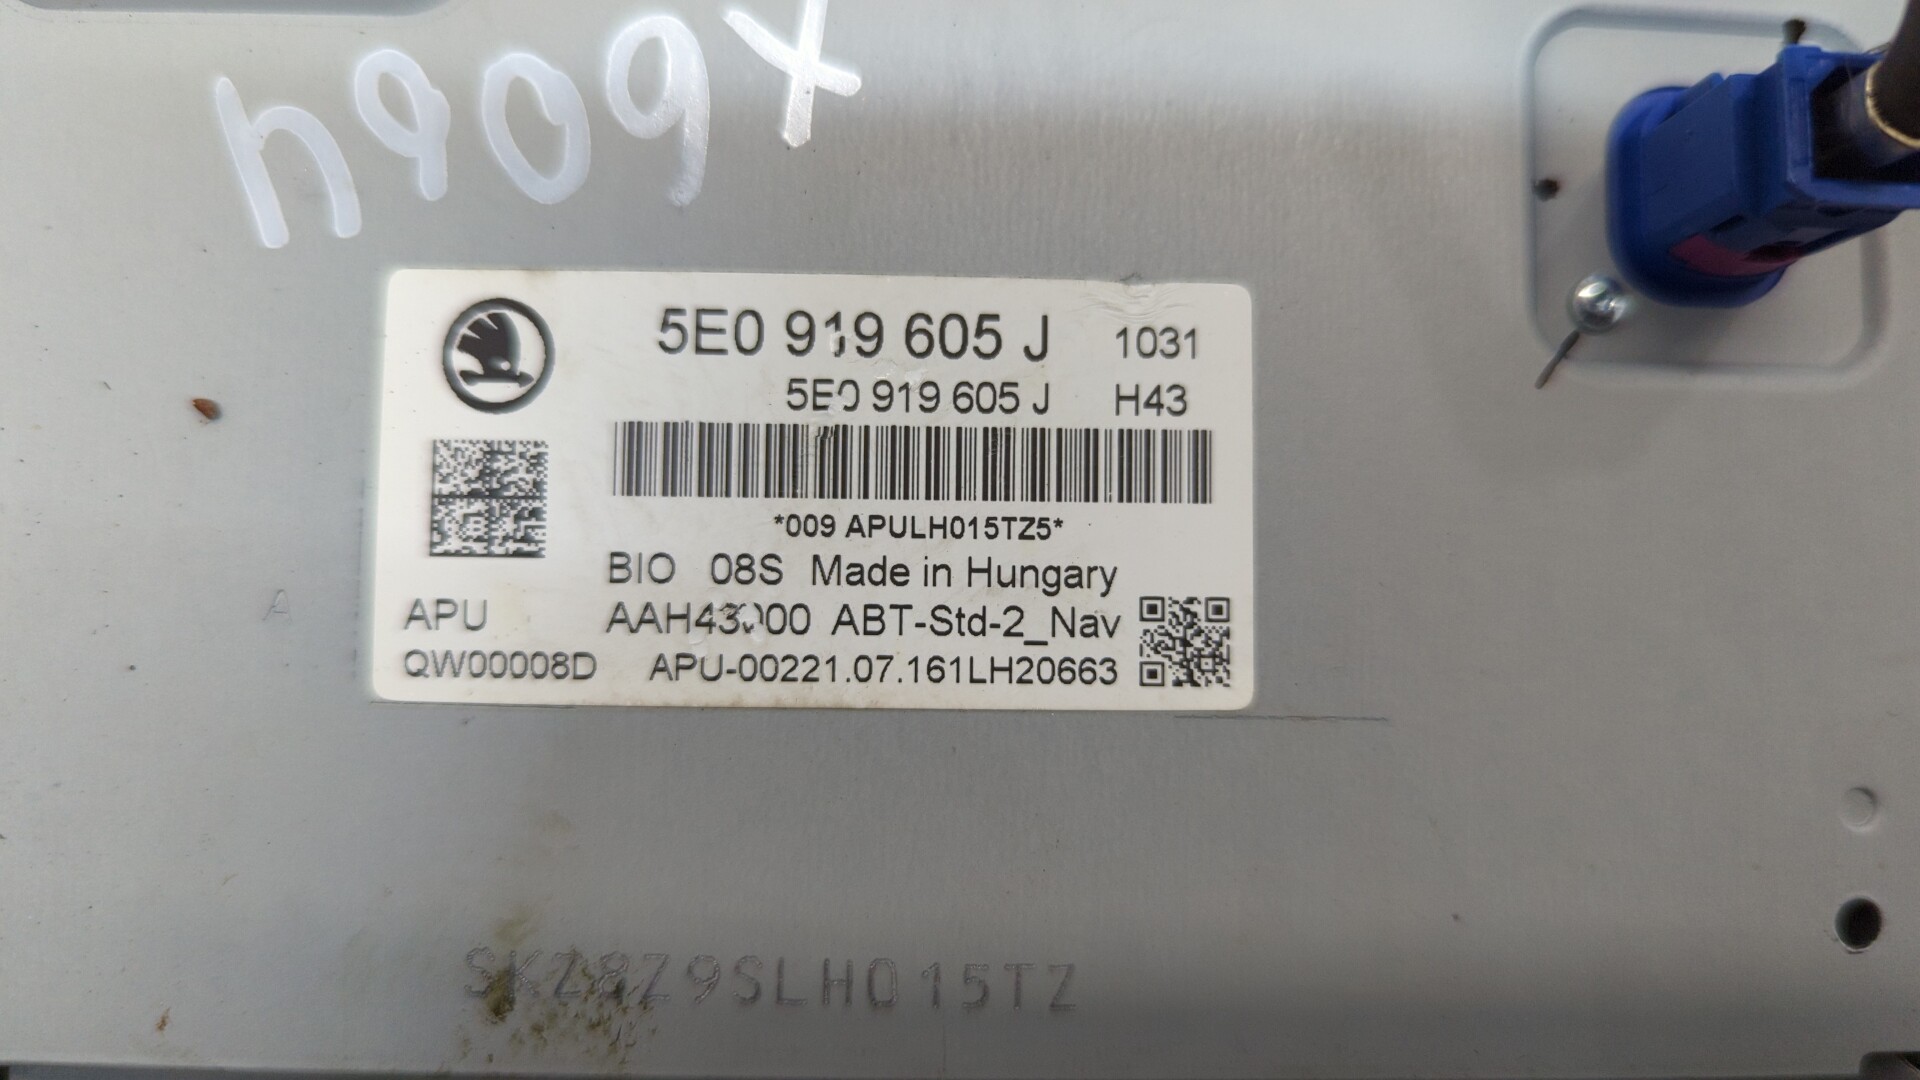 5E0 919 605 J 1031
5E0 919 605 J H43
*009 APULH015TZ5*
BIO 08S Made in Hungary
APU AAH43000 ABT-Std-2_Nav
QW00008D APU-00221.07.161LH20663
SKZ8Z9SLH015TZ